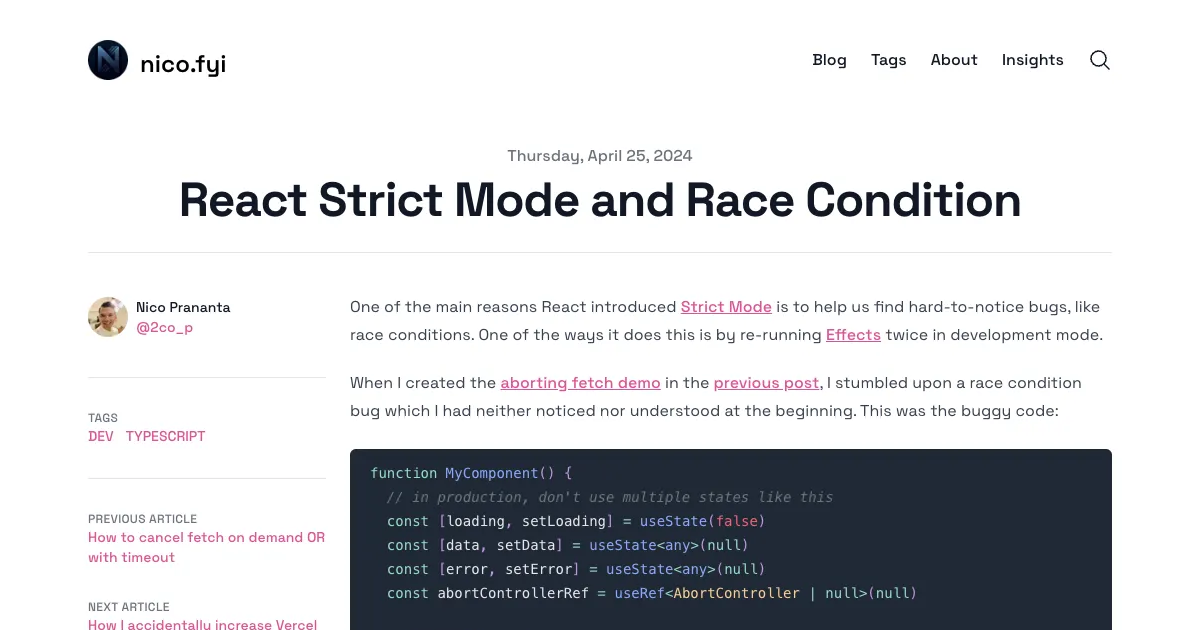 nico.fyi
Blog Tags About Insights
Thursday, April 25, 2024
React Strict Mode and Race Condition
Nico Prananta
@2co_p
TAGS
DEV TYPESCRIPT
PREVIOUS ARTICLE
How to cancel fetch on demand OR
with timeout
NEXT ARTICLE
How I accidentally increase Vercel
One of the main reasons React introduced Strict Mode is to help us find hard-to-notice bugs, like
race conditions. One of the ways it does this is by re-running Effects twice in development mode.
When I created the aborting fetch demo in the previous post, I stumbled upon a race condition
bug which I had neither noticed nor understood at the beginning. This was the buggy code:
function MyComponent() {
  // in production, don't use multiple states like this
  const [loading, setLoading] = useState(false)
  const [data, setData] = useState<any>(null)
  const [error, setError] = useState<any>(null)
  const abortControllerRef = useRef<AbortController | null>(null)